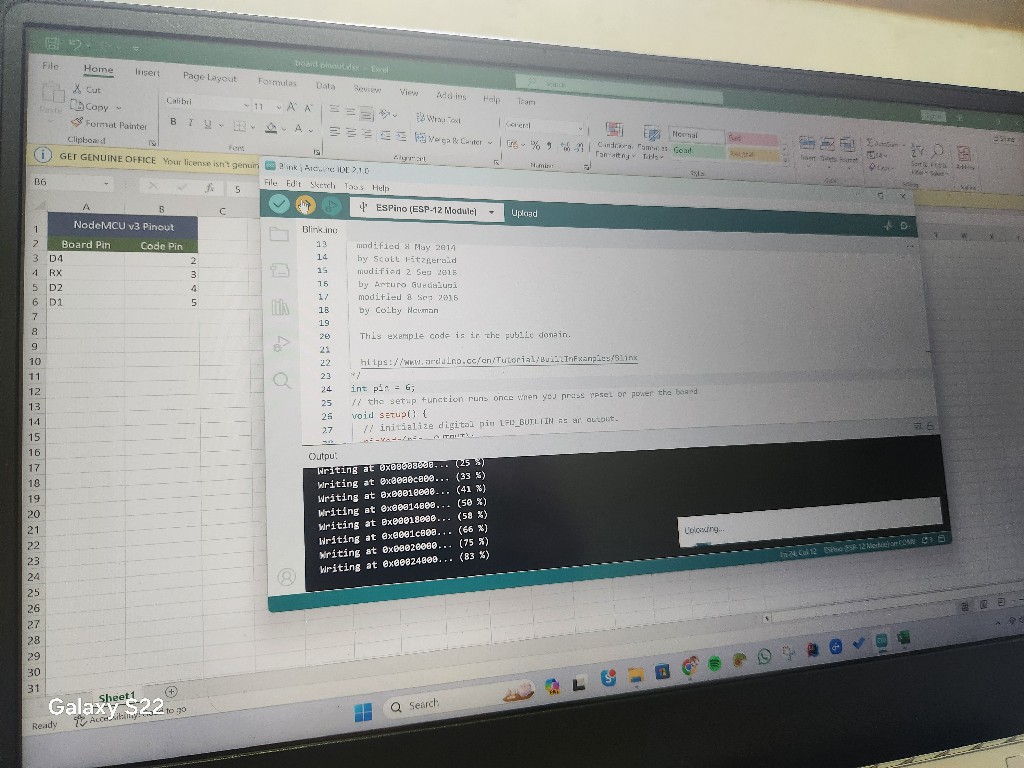 board pinout.xlsx - Excel
File Home Insert Page Layout Formulas Data Review View Add-ins Help Team
Cut
Copy
Format Painter
Clipboard
Calibri 11
B I U
Font
Wrap Text
Merge & Center
Alignment
General
Number
Conditional Formatting
Format as Table
Normal
Bad
Good
Neutral
Styles
GET GENUINE OFFICE Your license isn't genuin
B6 fx 5
A B C
NodeMCU v3 Pinout
Board Pin Code Pin
D4 2
RX 3
D2 4
D1 5
1
2
3
4
5
6
7
8
9
10
11
12
13
14
15
16
17
18
19
20
21
22
23
24
25
26
27
28
29
30
31
Blink | Arduino IDE 2.1.0
File Edit Sketch Tools Help
ESPino (ESP-12 Module) Upload
Blink.ino
13 modified 8 May 2014
14 by Scott Fitzgerald
15 modified 2 Sep 2016
16 by Arturo Guadalupi
17 modified 8 Sep 2016
18 by Colby Newman
19
20 This example code is in the public domain.
21
22 https://www.arduino.cc/en/Tutorial/BuiltInExamples/Blink
23 */
24 int pin = 6;
25 // the setup function runs once when you press reset or power the board
26 void setup() {
27 // initialize digital pin LED_BUILTIN as an output.
28 pinMode(pin, OUTPUT);
Output
Writing at 0x00008000... (25 %)
Writing at 0x0000c000... (33 %)
Writing at 0x00010000... (41 %)
Writing at 0x00014000... (50 %)
Writing at 0x00018000... (58 %)
Writing at 0x0001c000... (66 %)
Writing at 0x00020000... (75 %)
Writing at 0x00024000... (83 %)
Uploading...
Ln 24, Col 12 ESPino (ESP-12 Module) on
Sheet1
Ready Accessibility: Good to go
Search
Galaxy S22